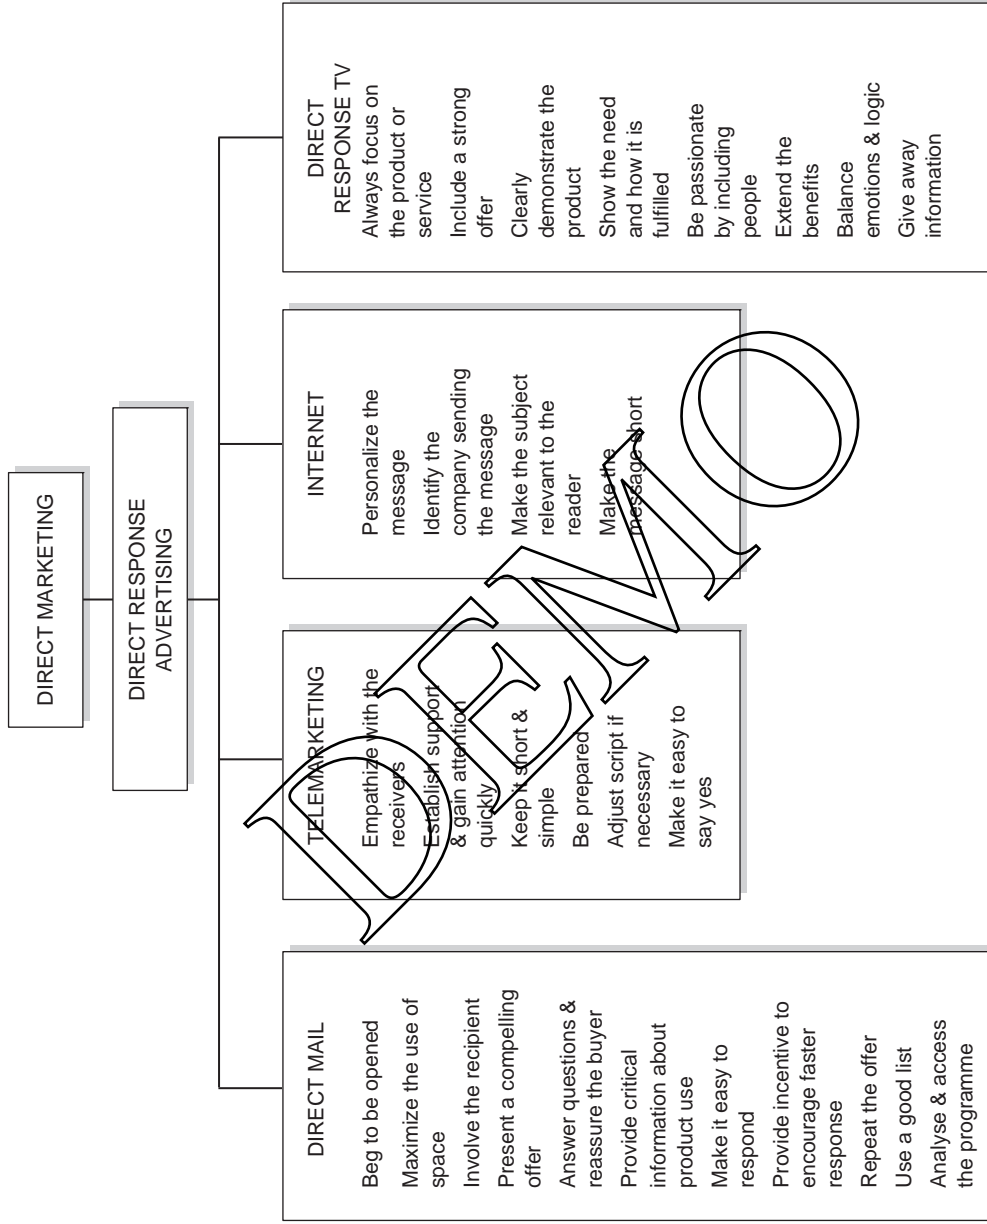 DIRECT MARKETING
DIRECT RESPONSE
ADVERTISING
DIRECT MAIL
Beg to be opened
Maximize the use of
space
Involve the recipient
Present a compelling
offer
Answer questions &
reassure the buyer
Provide critical
information about
product use
Make it easy to
respond
Provide incentive to
encourage faster
response
Repeat the offer
Use a good list
Analyse & access
the programme
TELEMARKETING
Empathize with the
receivers
Establish support
& gain attention
quickly
Keep it short &
simple
Be prepared
Adjust script if
necessary
Make it easy to
say yes
INTERNET
Personalize the
message
Identify the
company sending
the message
Make the subject
relevant to the
reader
Make the
message short
DIRECT
RESPONSE TV
Always focus on
the product or
service
Include a strong
offer
Clearly
demonstrate the
product
Show the need
and how it is
fulfilled
Be passionate
by including
people
Extend the
benefits
Balance
emotions & logic
Give away
information
DEMO